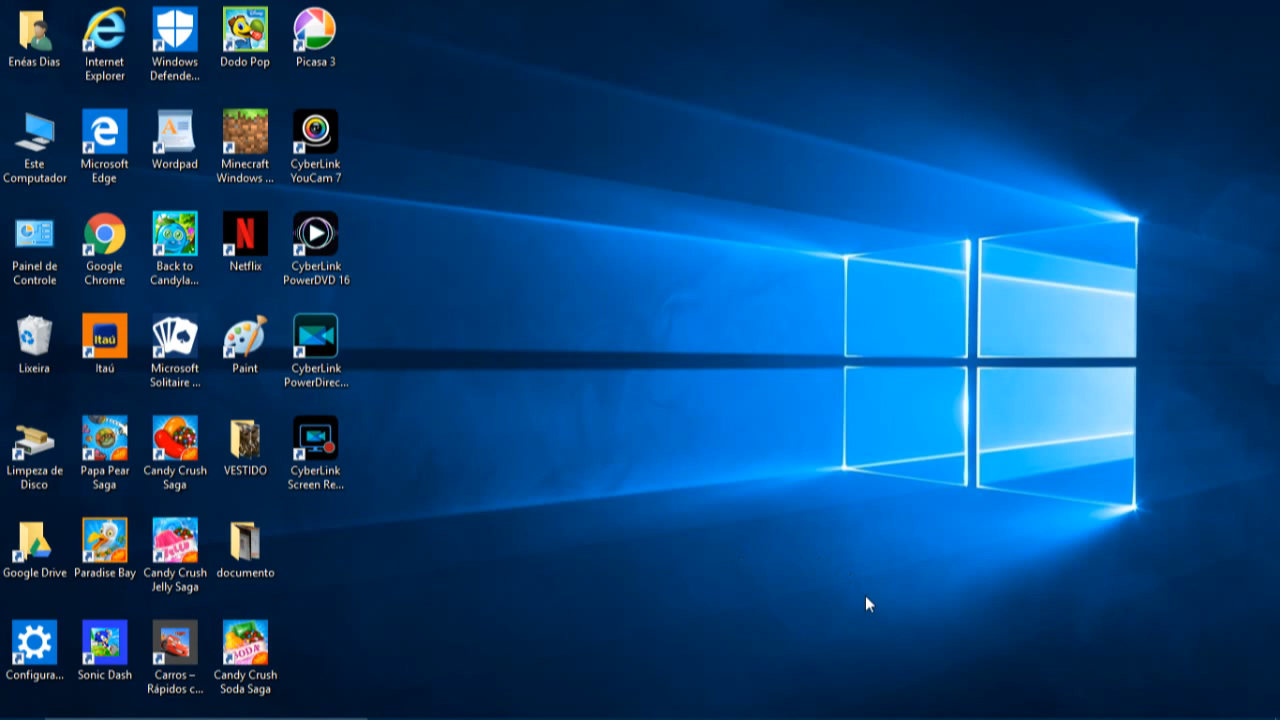 Enéas Dias
Internet
Explorer
Windows
Defende...
Dodo Pop
Picasa 3
Este
Computador
Microsoft
Edge
Wordpad
Minecraft
Windows ...
CyberLink
YouCam 7
Painel de
Controle
Google
Chrome
Back to
Candyla...
Netflix
CyberLink
PowerDVD 16
Lixeira
Itaú
Itaú
Microsoft
Solitaire ...
Paint
CyberLink
PowerDirec...
Limpeza de
Disco
Papa Pear
Saga
Candy Crush
Saga
VESTIDO
CyberLink
Screen Re...
Google Drive
Paradise Bay
Candy Crush
Jelly Saga
documento
Configura...
Sonic Dash
Carros –
Rápidos c...
SODA
Candy Crush
Soda Saga